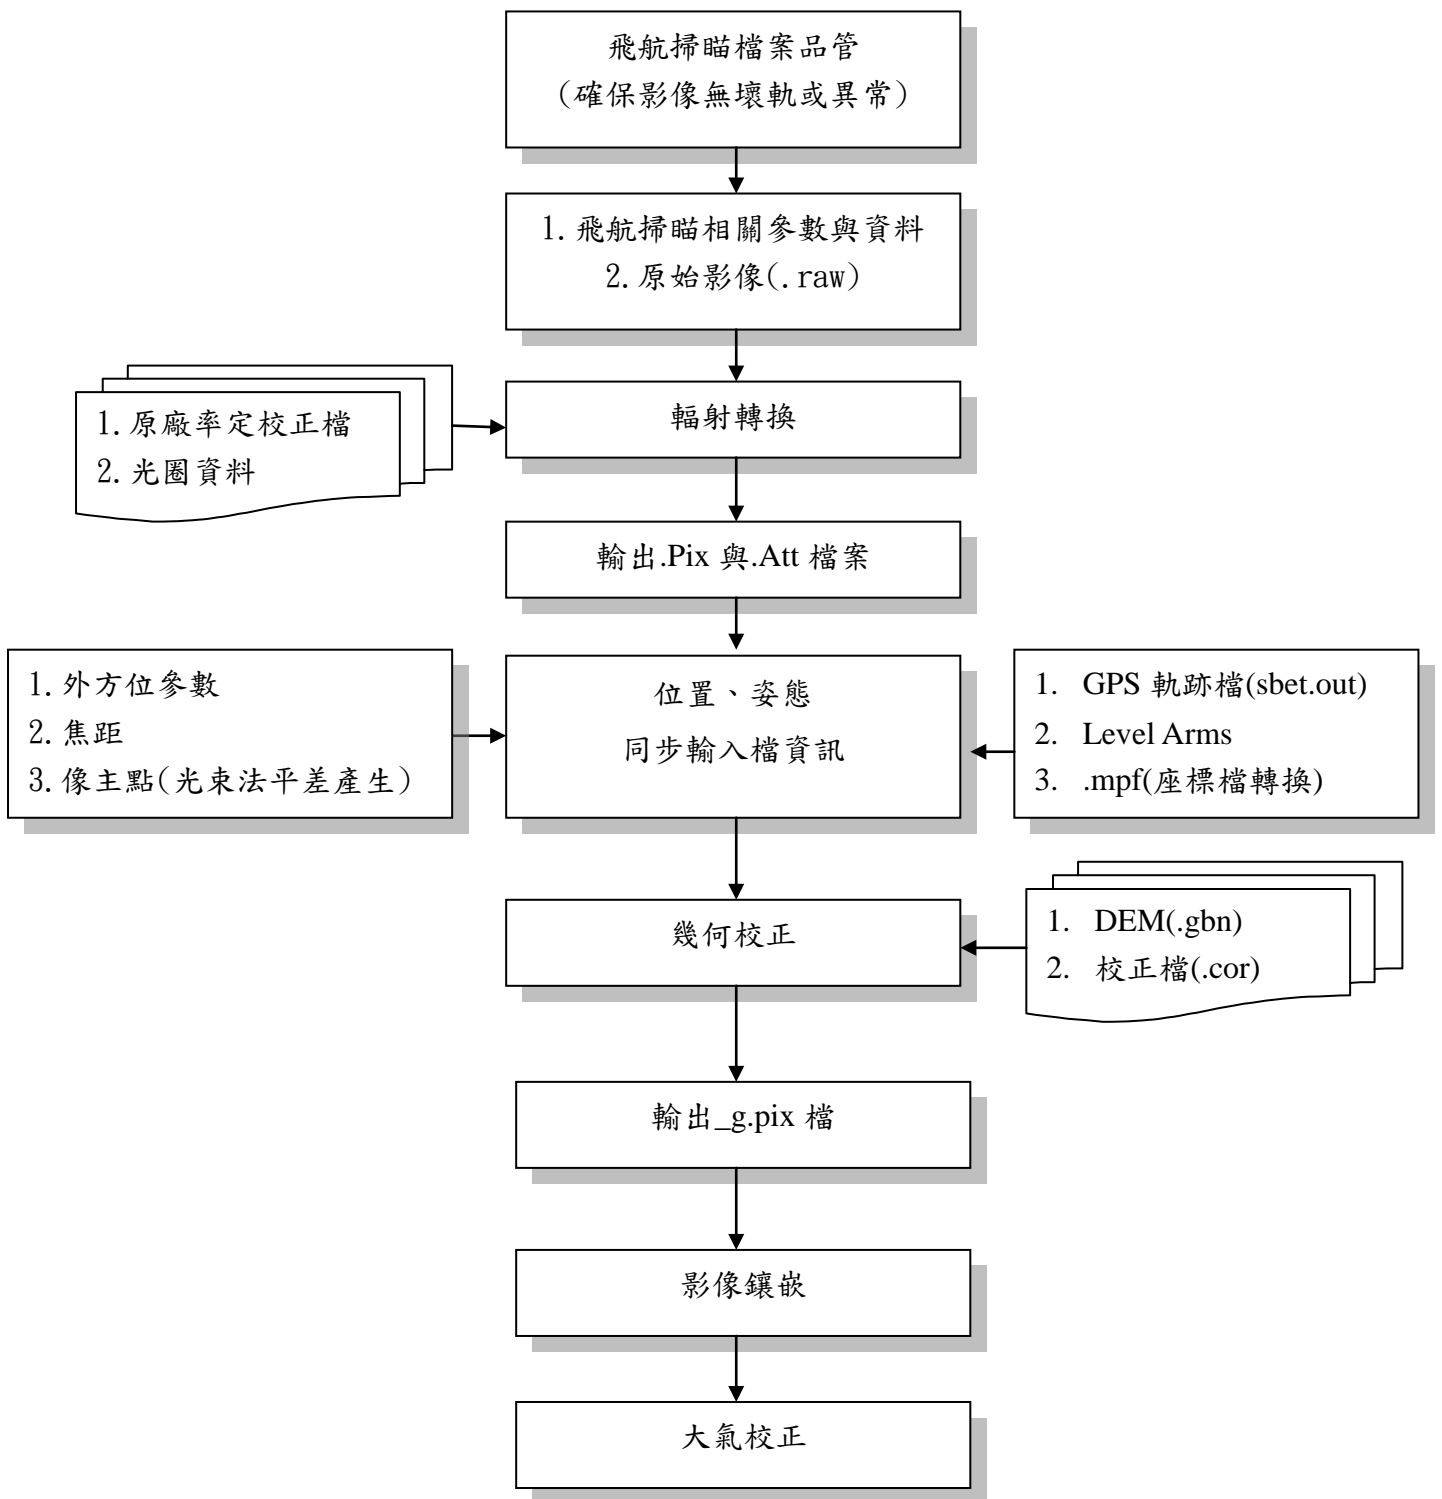 飛航掃瞄檔案品管
(確保影像無壞軌或異常)
1.飛航掃瞄相關參數與資料
2.原始影像(.raw)
1.原廠率定校正檔
2.光圈資料
輻射轉換
輸出.Pix 與.Att 檔案
1.外方位參數
2.焦距
3.像主點(光束法平差產生)
位置、姿態
同步輸入檔資訊
1. GPS 軌跡檔(sbet.out)
2. Level Arms
3. .mpf(座標檔轉換)
幾何校正
1. DEM(.gbn)
2. 校正檔(.cor)
輸出_g.pix 檔
影像鑲嵌
大氣校正